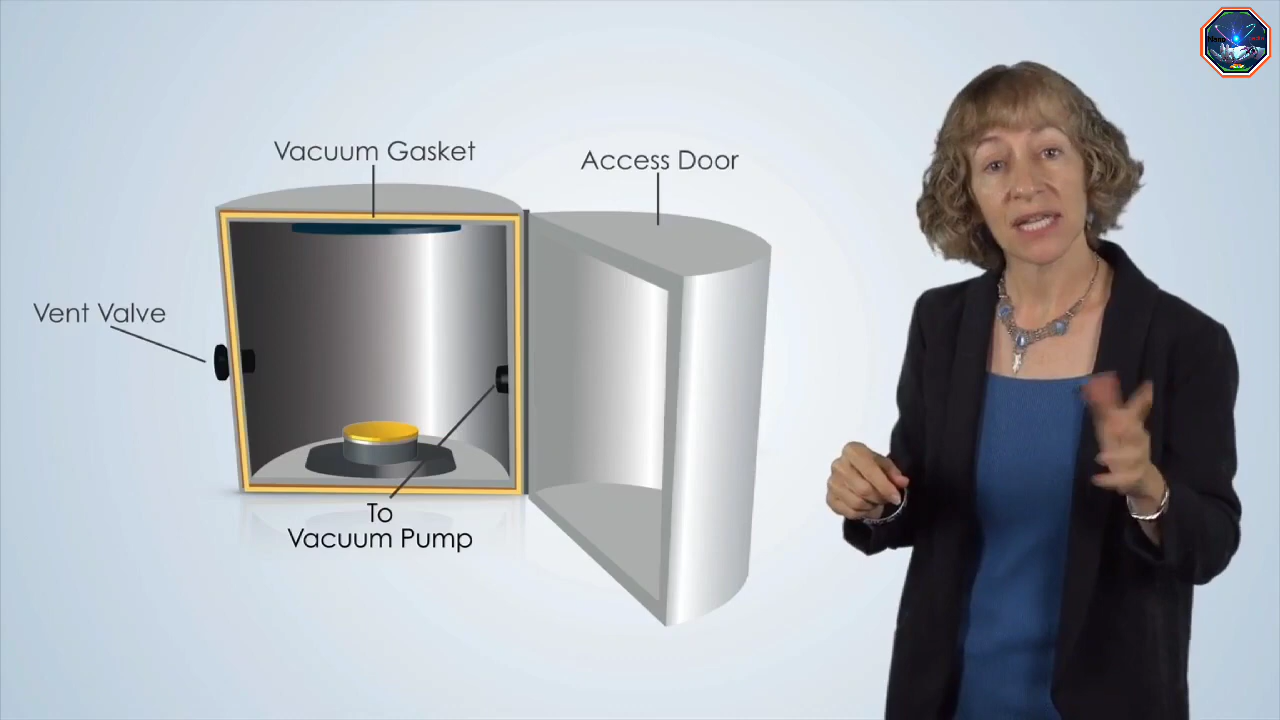 Vacuum Gasket
Access Door
Vent Valve
To
Vacuum Pump